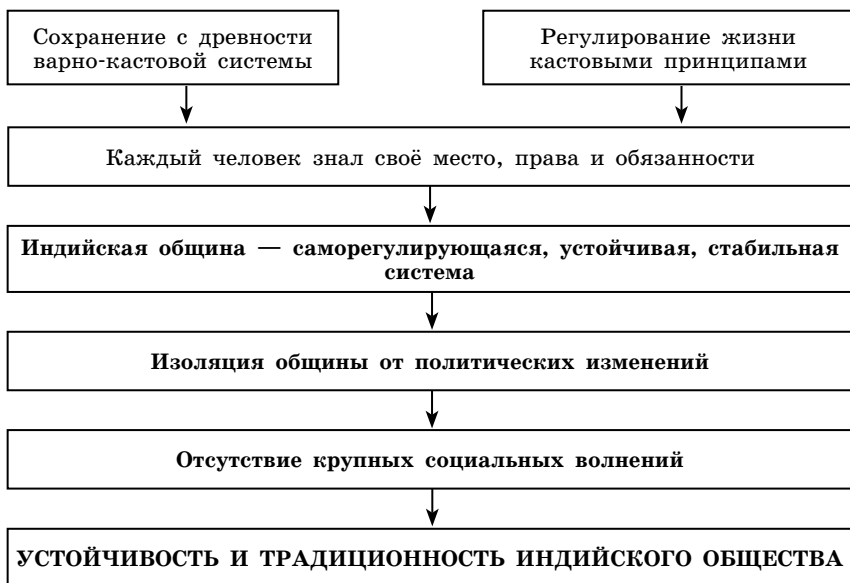 Сохранение с древности
варно-кастовой системы
Регулирование жизни
кастовыми принципами
Каждый человек знал своё место, права и обязанности
Индийская община — саморегулирующаяся, устойчивая, стабильная
система
Изоляция общины от политических изменений
Отсутствие крупных социальных волнений
УСТОЙЧИВОСТЬ И ТРАДИЦИОННОСТЬ ИНДИЙСКОГО ОБЩЕСТВА